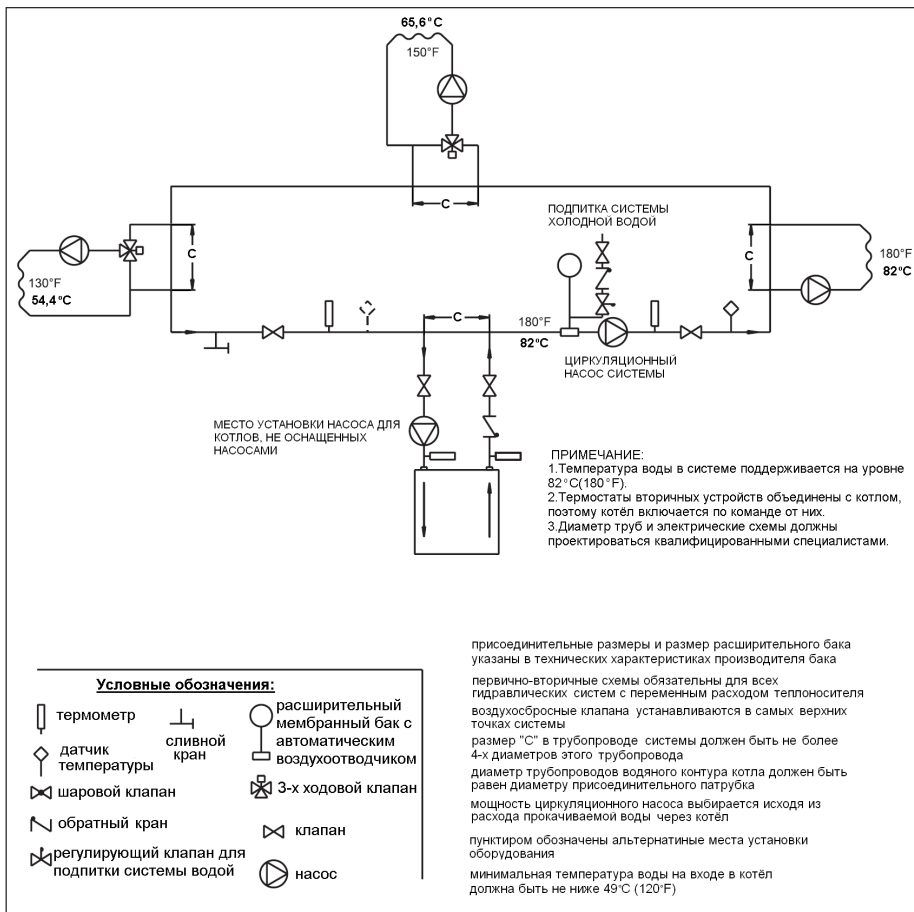 65,6°C
150°F
C
ПОДПИТКА СИСТЕМЫ
ХОЛОДНОЙ ВОДОЙ
C
C
130°F
54,4°C
180°F
82°C
C
180°F
82°C
ЦИРКУЛЯЦИОННЫЙ
НАСОС СИСТЕМЫ
МЕСТО УСТАНОВКИ НАСОСА ДЛЯ
КОТЛОВ, НЕ ОСНАЩЕННЫХ
НАСОСАМИ
ПРИМЕЧАНИЕ:
1.Температура воды в системе поддерживается на уровне
82°C(180°F).
2.Термостаты вторичных устройств объединены с котлом,
поэтому котёл включается по команде от них.
3.Диаметр труб и электрические схемы должны
проектироваться квалифицированными специалистами.
Условные обозначения:
термометр
сливной
кран
расширительный
мембранный бак с
автоматическим
воздухоотводчиком
датчик
температуры
шаровой клапан
3-х ходовой клапан
обратный кран
клапан
регулирующий клапан для
подпитки системы водой
насос
присоединительные размеры и размер расширительного бака
указаны в технических характеристиках производителя бака
первично-вторичные схемы обязательны для всех
гидравлических систем с переменным расходом теплоносителя
воздухосбросные клапана устанавливаются в самых верхних
точках системы
размер "С" в трубопроводе системы должен быть не более
4-х диаметров этого трубопровода
диаметр трубопроводов водяного контура котла должен быть
равен диаметру присоединительного патрубка
мощность циркуляционного насоса выбирается исходя из
расхода прокачиваемой воды через котёл
пунктиром обозначены альтернатиные места установки
оборудования
минимальная температура воды на входе в котёл
должна быть не ниже 49°C (120°F)